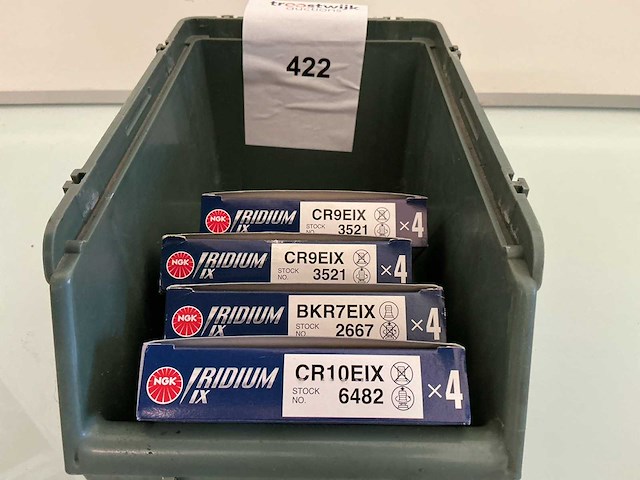 troostwijk
auctions
422
NGK IRIDIUM IX CR9EIX STOCK NO. 3521 ×4
NGK IRIDIUM IX CR9EIX STOCK NO. 3521 ×4
NGK IRIDIUM IX BKR7EIX STOCK NO. 2667 ×4
NGK IRIDIUM IX CR10EIX STOCK NO. 6482 ×4